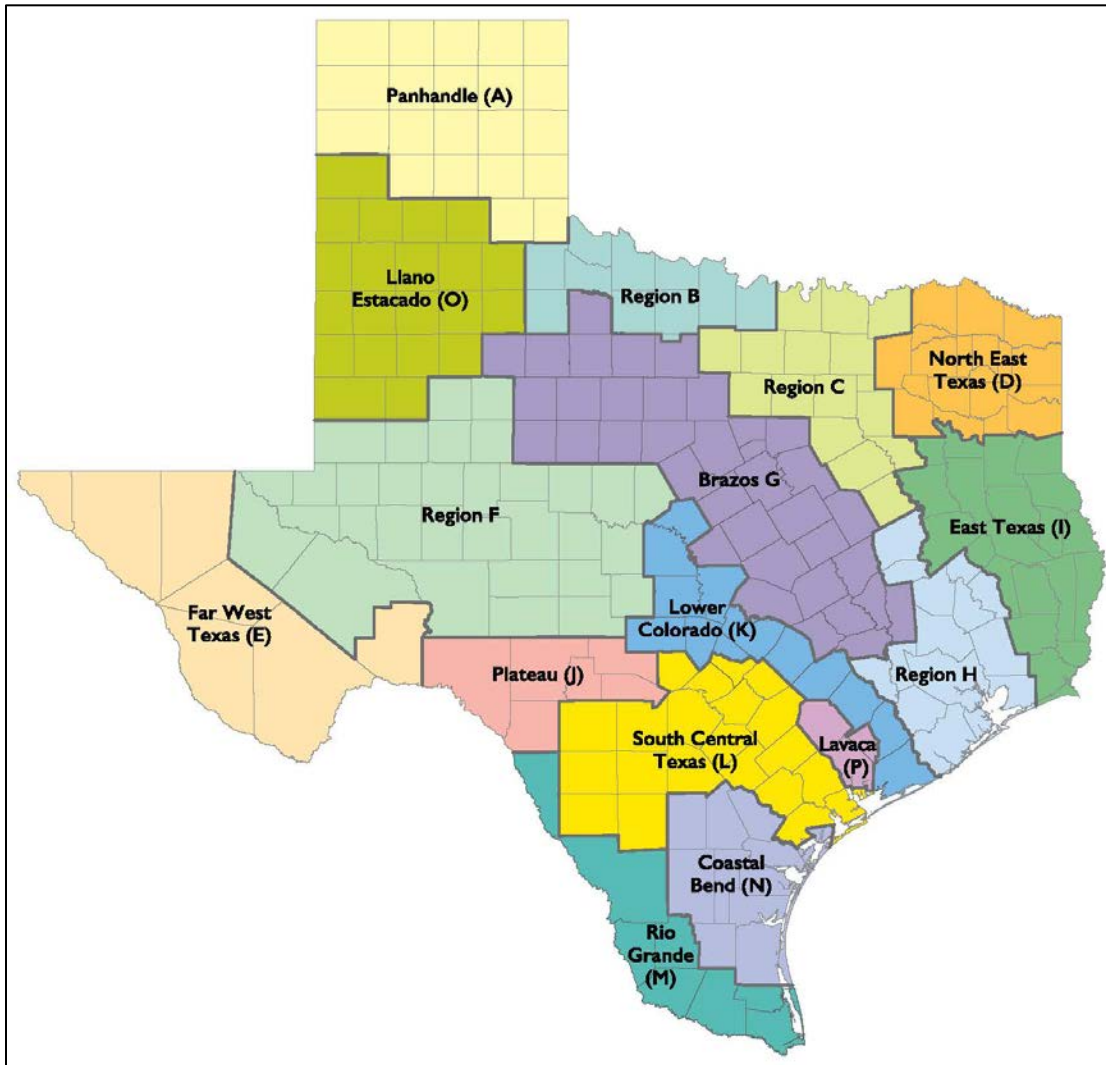 Panhandle (A)
Llano
Estacado (O)
Region B
Region C
North East
Texas (D)
Brazos G
Region F
East Texas (I)
Far West
Texas (E)
Lower
Colorado (K)
Plateau (J)
Region H
South Central
Texas (L)
Lavaca
(P)
Coastal
Bend (N)
Rio
Grande
(M)